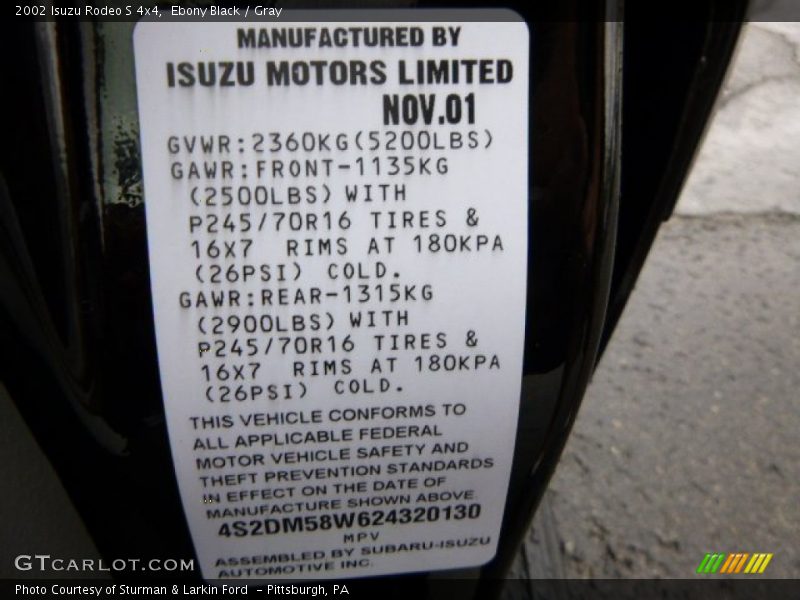 2002 Isuzu Rodeo S 4x4, Ebony Black / Gray
MANUFACTURED BY
ISUZU MOTORS LIMITED
NOV.01
GVWR:2360KG(5200LBS)
GAWR:FRONT-1135KG
(2500LBS) WITH
P245/70R16 TIRES &
16X7 RIMS AT 180KPA
(26PSI) COLD.
GAWR:REAR-1315KG
(2900LBS) WITH
P245/70R16 TIRES &
16X7 RIMS AT 180KPA
(26PSI) COLD.
THIS VEHICLE CONFORMS TO
ALL APPLICABLE FEDERAL
MOTOR VEHICLE SAFETY AND
THEFT PREVENTION STANDARDS
IN EFFECT ON THE DATE OF
MANUFACTURE SHOWN ABOVE
4S2DM58W624320130
MPV
ASSEMBLED BY SUBARU-ISUZU
AUTOMOTIVE INC.
GTCARLOT.COM
Photo Courtesy of Sturman & Larkin Ford - Pittsburgh, PA